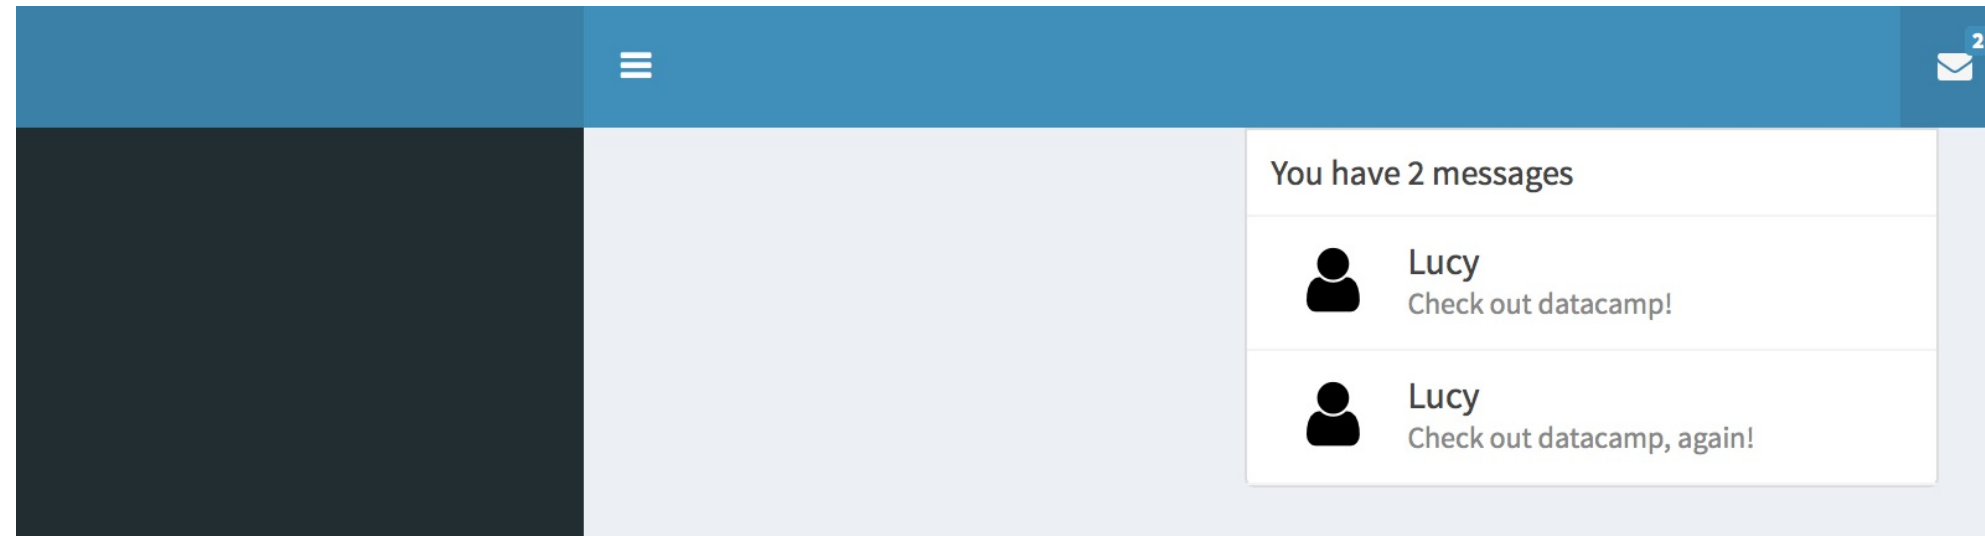 2
You have 2 messages
Lucy
Check out datacamp!
Lucy
Check out datacamp, again!